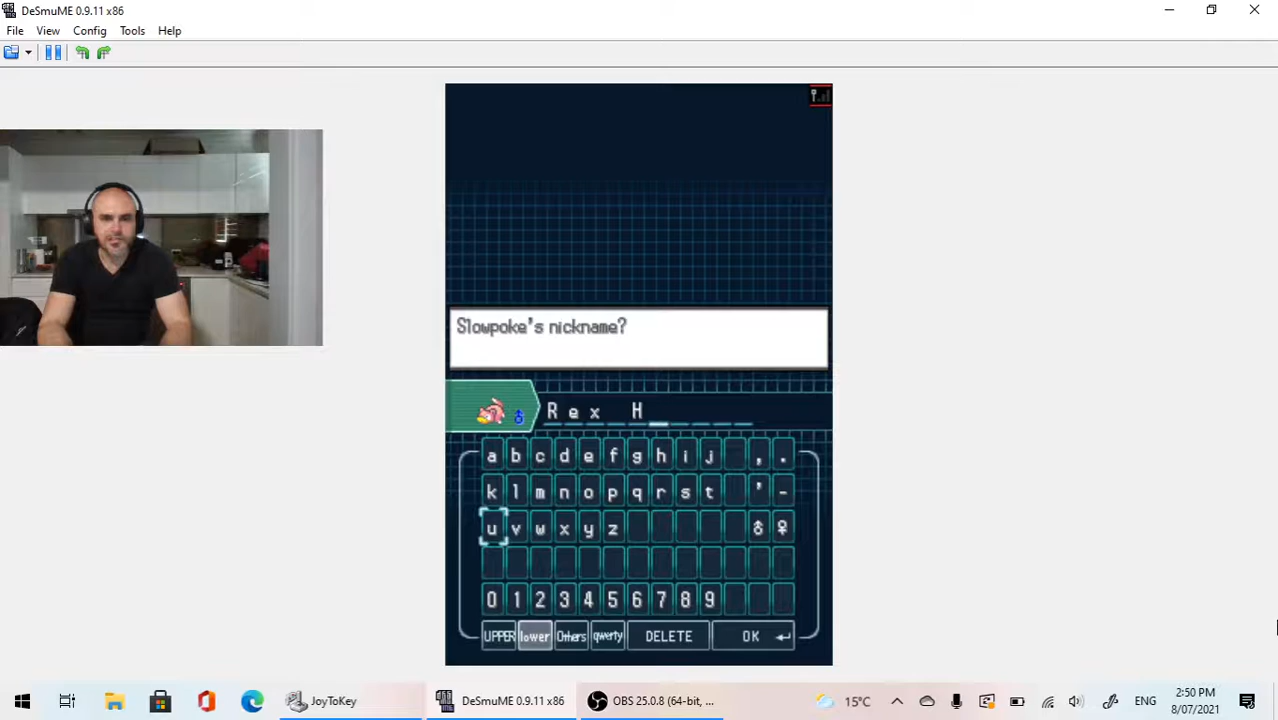 DeSmuME 0.9.11 x86
File View Config Tools Help
Slowpoke's nickname?
Rex H
a b c d e f g h i j , .
k l m n o p q r s t ' -
u v w x y z ♂ ♀
0 1 2 3 4 5 6 7 8 9
UPPER lower Others qwerty DELETE OK
JoyToKey DeSmuME 0.9.11 x86 OBS 25.0.8 (64-bit, ... 15°C ENG 2:50 PM
8/07/2021